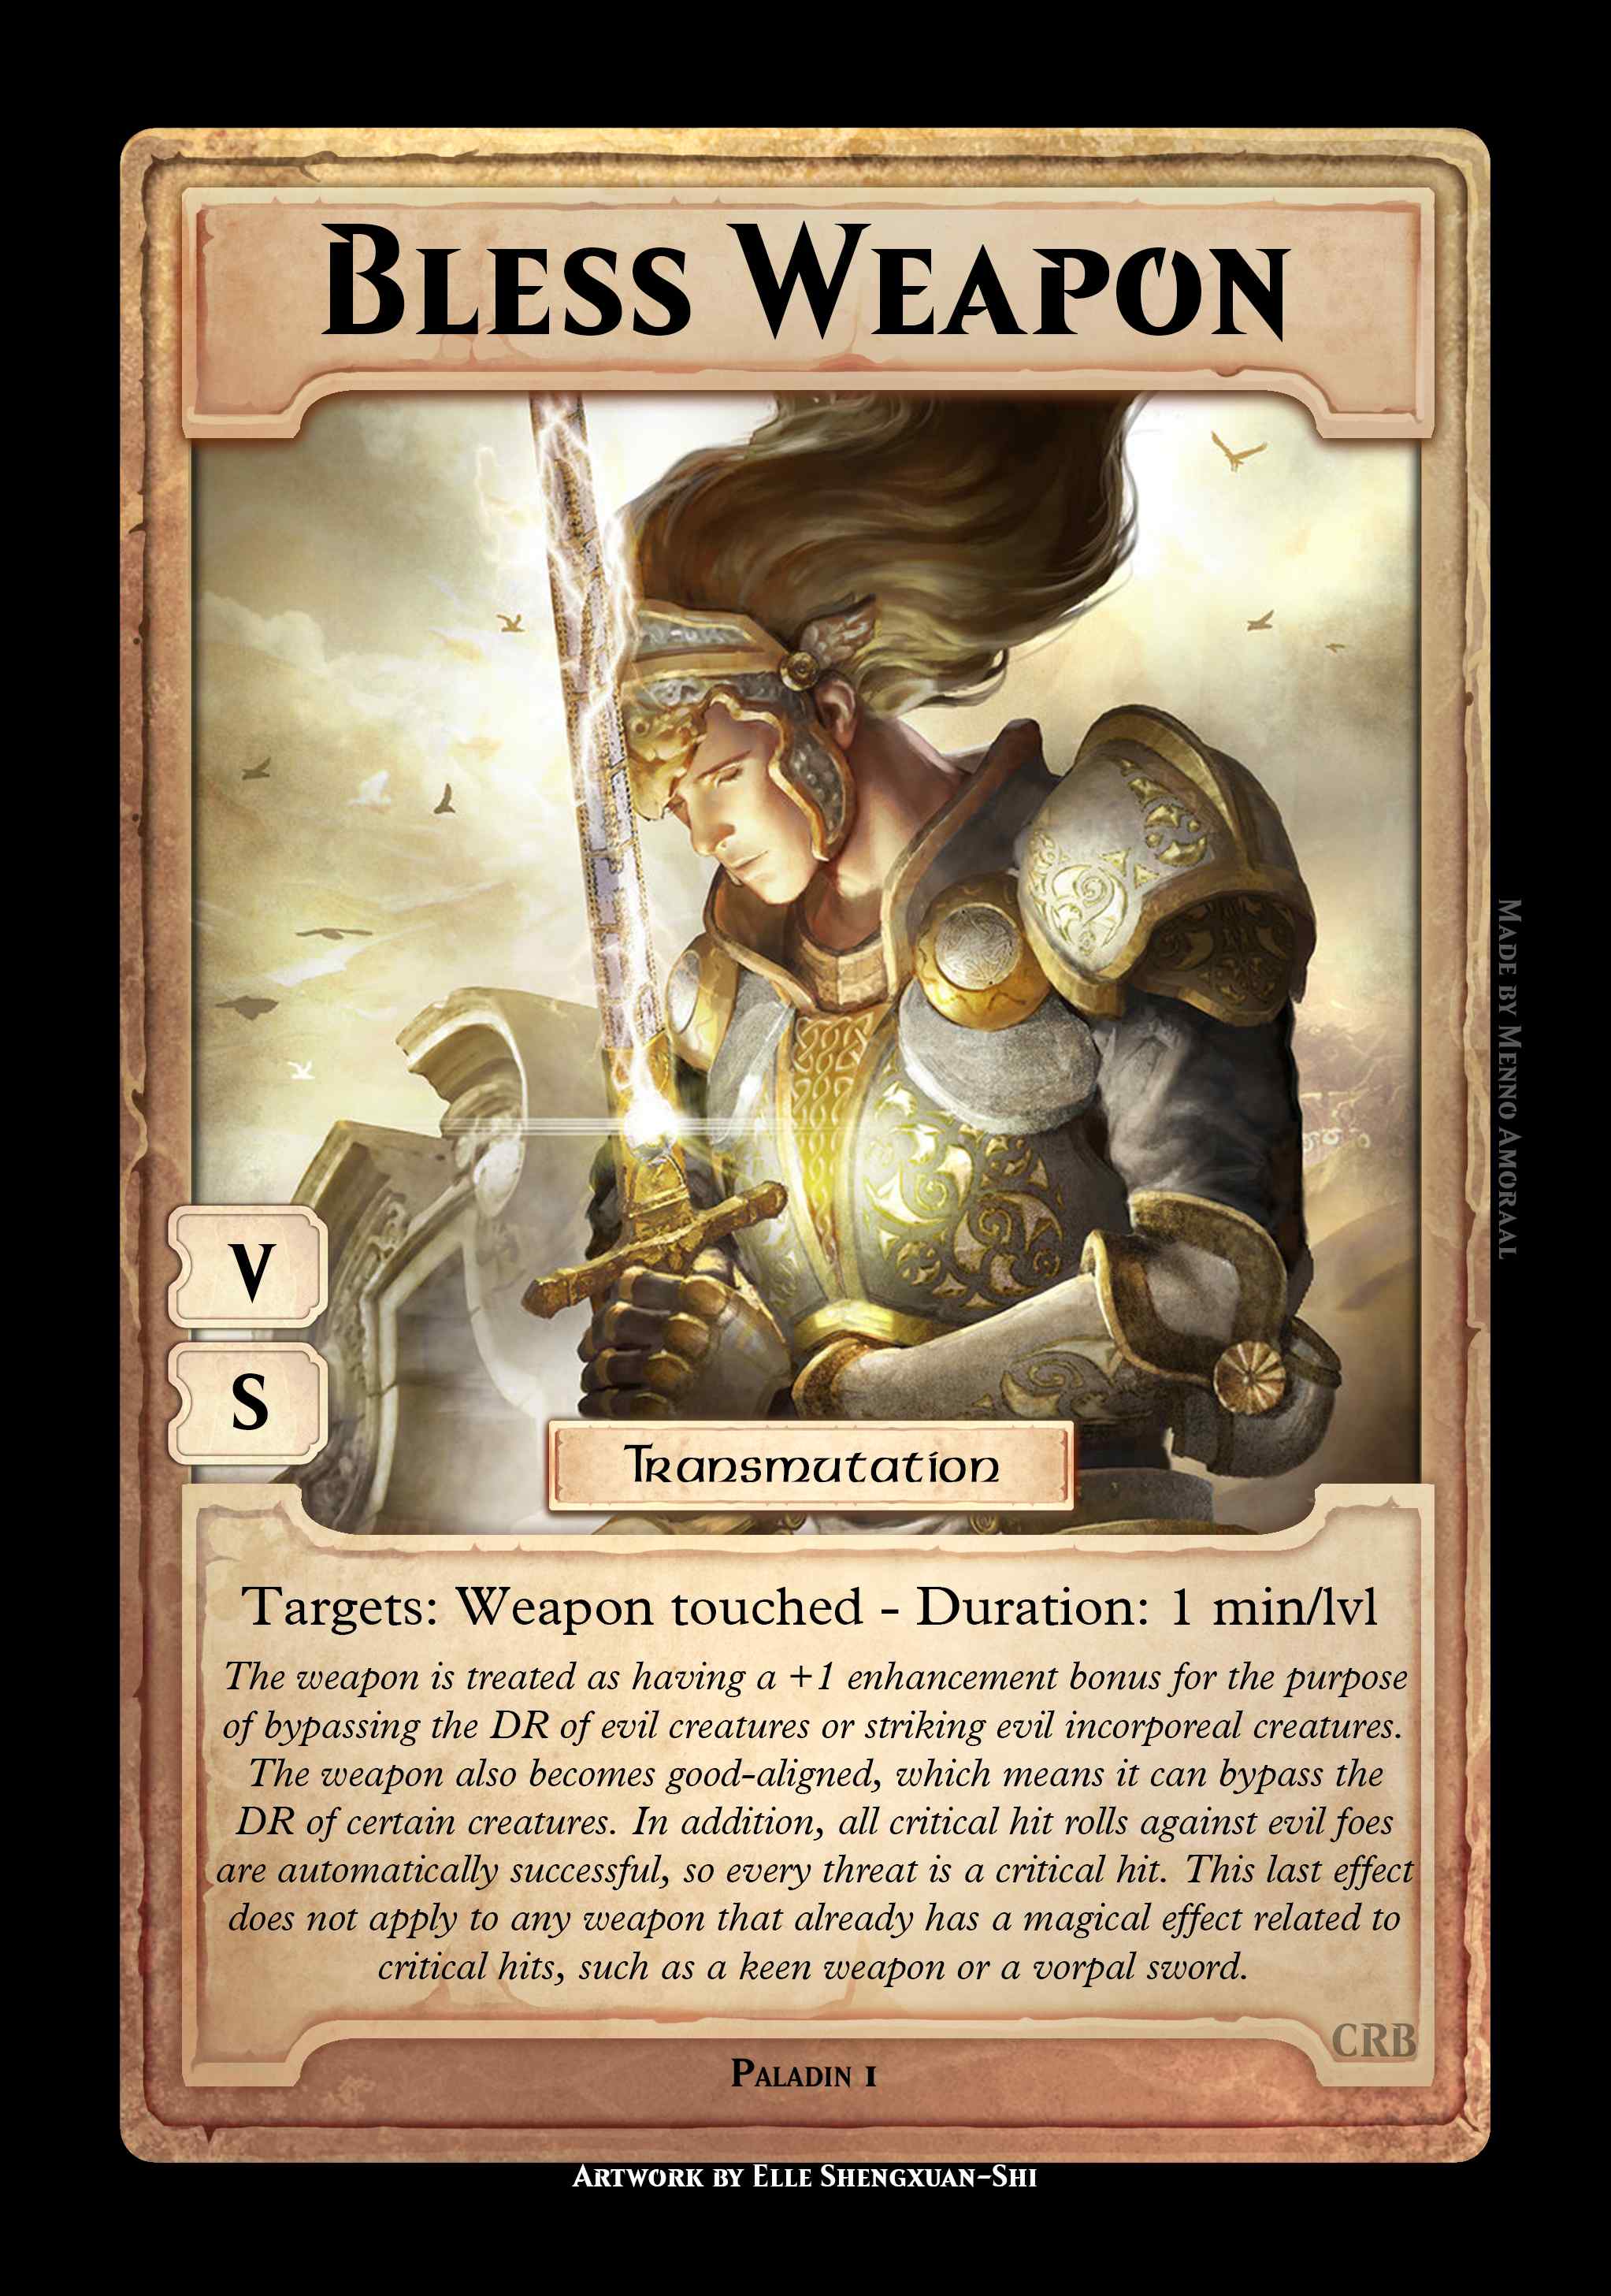 Bless Weapon
V
S
Transmutation
Targets: Weapon touched - Duration: 1 min/lvl
The weapon is treated as having a +1 enhancement bonus for the purpose
of bypassing the DR of evil creatures or striking evil incorporeal creatures.
The weapon also becomes good-aligned, which means it can bypass the
DR of certain creatures. In addition, all critical hit rolls against evil foes
are automatically successful, so every threat is a critical hit. This last effect
does not apply to any weapon that already has a magical effect related to
critical hits, such as a keen weapon or a vorpal sword.
CRB
Paladin 1
Artwork by Elle Shengxuan-Shi
Made by Menno Amoraal